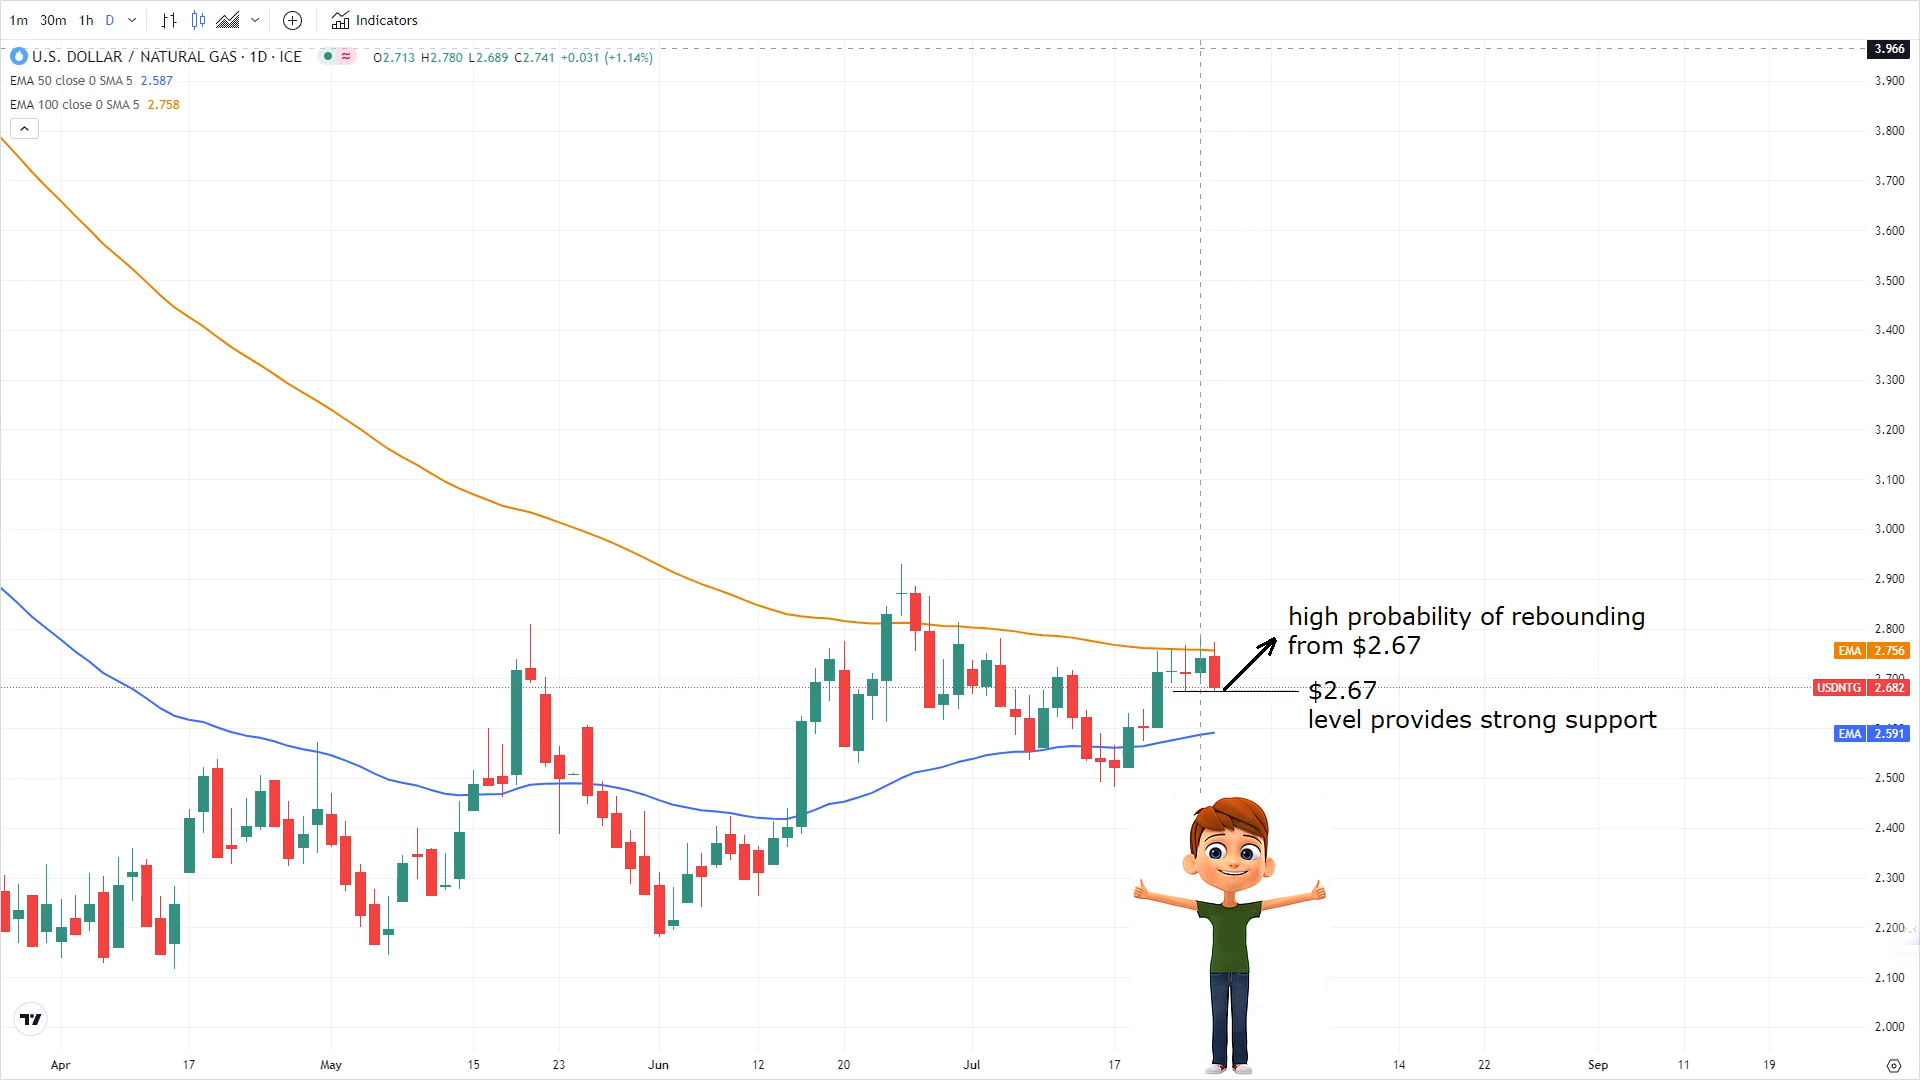 1m 30m 1h D Indicators
U.S. DOLLAR / NATURAL GAS · 1D · ICE O2.713 H2.780 L2.689 C2.741 +0.031 (+1.14%)
EMA 50 close 0 SMA 5 2.587
EMA 100 close 0 SMA 5 2.758
3.966
3.900
3.800
3.700
3.600
3.500
3.400
3.300
3.200
3.100
3.000
2.900
2.800
high probability of rebounding
from $2.67
EMA 2.756
$2.67
USDNTG 2.682
level provides strong support
EMA 2.591
2.500
2.400
2.300
2.200
2.100
2.000
Apr 17 May 15 23 Jun 12 20 Jul 17 14 22 Sep 11 19